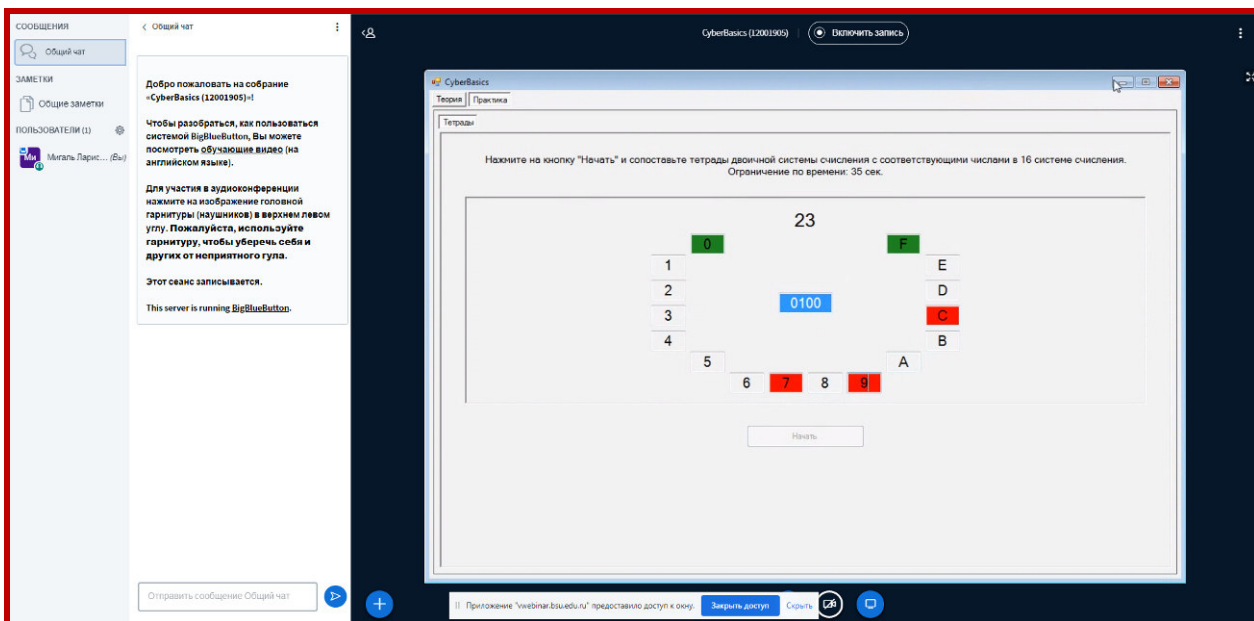 СООБЩЕНИЯ
Общий чат
ЗАМЕТКИ
Общие заметки
ПОЛЬЗОВАТЕЛИ (1)
Ми
Мигаль Ларис... (Вы)
Общий чат
Добро пожаловать на собрание
«CyberBasics (12001905)»!
Чтобы разобраться, как пользоваться
системой BigBlueButton, Вы можете
посмотреть обучающие видео (на
английском языке).
Для участия в аудиоконференции
нажмите на изображение головной
гарнитуры (наушников) в верхнем левом
углу. Пожалуйста, используйте
гарнитуру, чтобы уберечь себя и
других от неприятного гула.
Этот сеанс записывается.
This server is running BigBlueButton.
Отправить сообщение Общий чат
CyberBasics (12001905)
Включить запись
CyberBasics
Теория Практика
Тетрады
Нажмите на кнопку "Начать" и сопоставьте тетрады двоичной системы счисления с соответствующими числами в 16 системе счисления.
Ограничение по времени: 35 сек.
23
0 F
1 E
2 D
0100
3 C
4 B
5 A
6 7 8 9
Начать
Приложение "vwebinar.bsu.edu.ru" предоставило доступ к окну.
Закрыть доступ
Скрыть